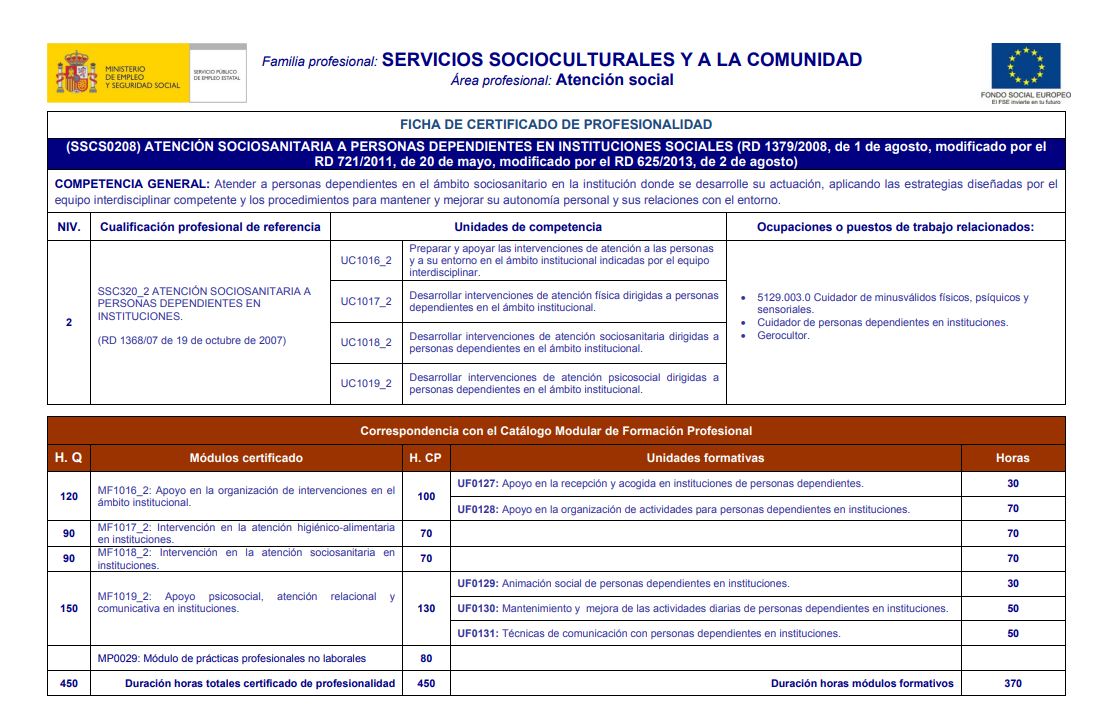 MINISTERIO
DE EMPLEO
Y SEGURIDAD SOCIAL
SERVICIO PÚBLICO
DE EMPLEO ESTATAL
Familia profesional: SERVICIOS SOCIOCULTURALES Y A LA COMUNIDAD
Área profesional: Atención social
FONDO SOCIAL EUROPEO
El FSE invierte en tu futuro
FICHA DE CERTIFICADO DE PROFESIONALIDAD
(SSCS0208) ATENCIÓN SOCIOSANITARIA A PERSONAS DEPENDIENTES EN INSTITUCIONES SOCIALES (RD 1379/2008, de 1 de agosto, modificado por el
RD 721/2011, de 20 de mayo, modificado por el RD 625/2013, de 2 de agosto)
COMPETENCIA GENERAL: Atender a personas dependientes en el ámbito sociosanitario en la institución donde se desarrolle su actuación, aplicando las estrategias diseñadas por el
equipo interdisciplinar competente y los procedimientos para mantener y mejorar su autonomía personal y sus relaciones con el entorno.
NIV. Cualificación profesional de referencia Unidades de competencia Ocupaciones o puestos de trabajo relacionados:
2
SSC320_2 ATENCIÓN SOCIOSANITARIA A
PERSONAS DEPENDIENTES EN
INSTITUCIONES.
(RD 1368/07 de 19 de octubre de 2007)
UC1016_2
Preparar y apoyar las intervenciones de atención a las personas
y a su entorno en el ámbito institucional indicadas por el equipo
interdisciplinar.
UC1017_2
Desarrollar intervenciones de atención física dirigidas a personas
dependientes en el ámbito institucional.
UC1018_2
Desarrollar intervenciones de atención sociosanitaria dirigidas a
personas dependientes en el ámbito institucional.
UC1019_2
Desarrollar intervenciones de atención psicosocial dirigidas a
personas dependientes en el ámbito institucional.
• 5129.003.0 Cuidador de minusválidos físicos, psíquicos y
sensoriales.
• Cuidador de personas dependientes en instituciones.
• Gerocultor.
Correspondencia con el Catálogo Modular de Formación Profesional
H. Q Módulos certificado H. CP Unidades formativas Horas
120
MF1016_2: Apoyo en la organización de intervenciones en el
ámbito institucional.
100
UF0127: Apoyo en la recepción y acogida en instituciones de personas dependientes. 30
UF0128: Apoyo en la organización de actividades para personas dependientes en instituciones. 70
90
MF1017_2: Intervención en la atención higiénico-alimentaria
en instituciones.
70 70
90
MF1018_2: Intervención en la atención sociosanitaria en
instituciones.
70 70
150
MF1019_2: Apoyo psicosocial, atención relacional y
comunicativa en instituciones.
130
UF0129: Animación social de personas dependientes en instituciones. 30
UF0130: Mantenimiento y mejora de las actividades diarias de personas dependientes en instituciones. 50
UF0131: Técnicas de comunicación con personas dependientes en instituciones. 50
MP0029: Módulo de prácticas profesionales no laborales 80
450 Duración horas totales certificado de profesionalidad 450 Duración horas módulos formativos 370